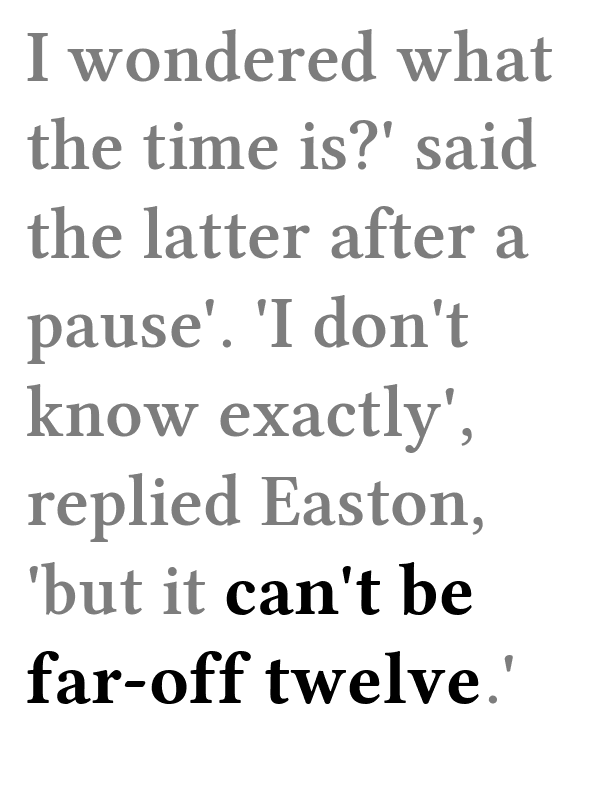 I wondered what
the time is?' said
the latter after a
pause'. 'I don't
know exactly',
replied Easton,
'but it can't be
far-off twelve.'